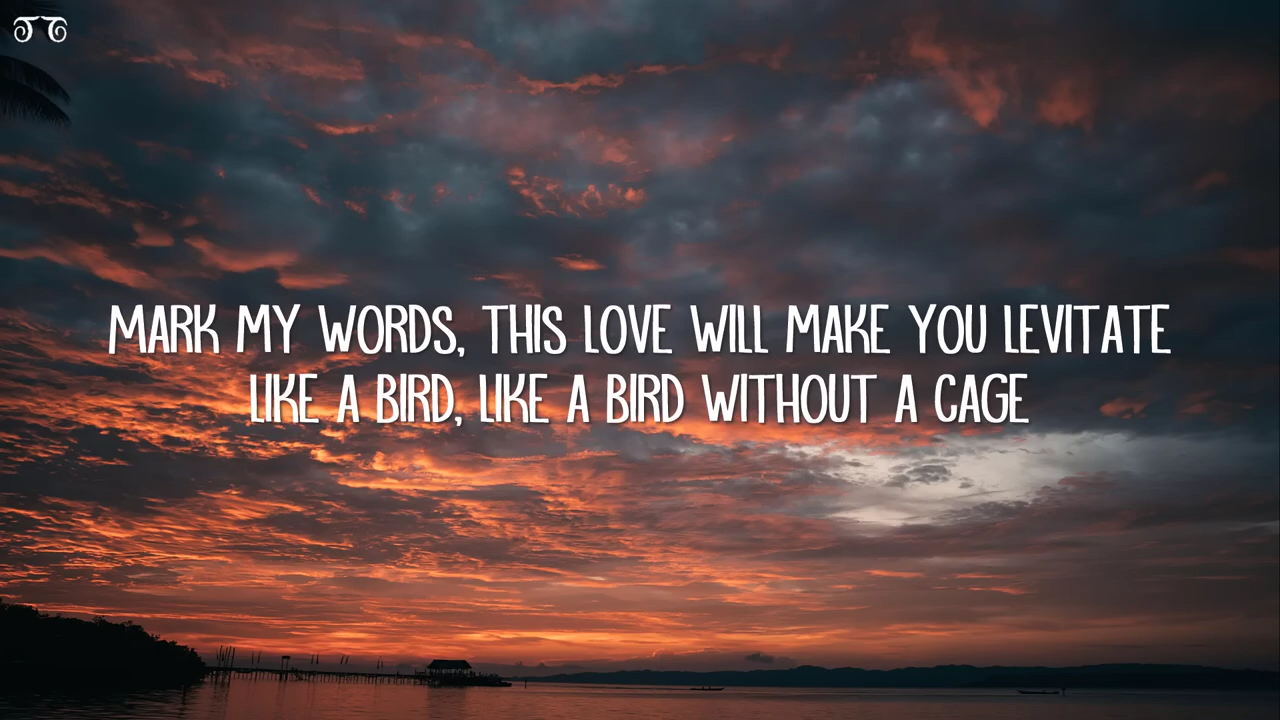 MARK MY WORDS, THIS LOVE WILL MAKE YOU LEVITATE
LIKE A BIRD, LIKE A BIRD WITHOUT A CAGE